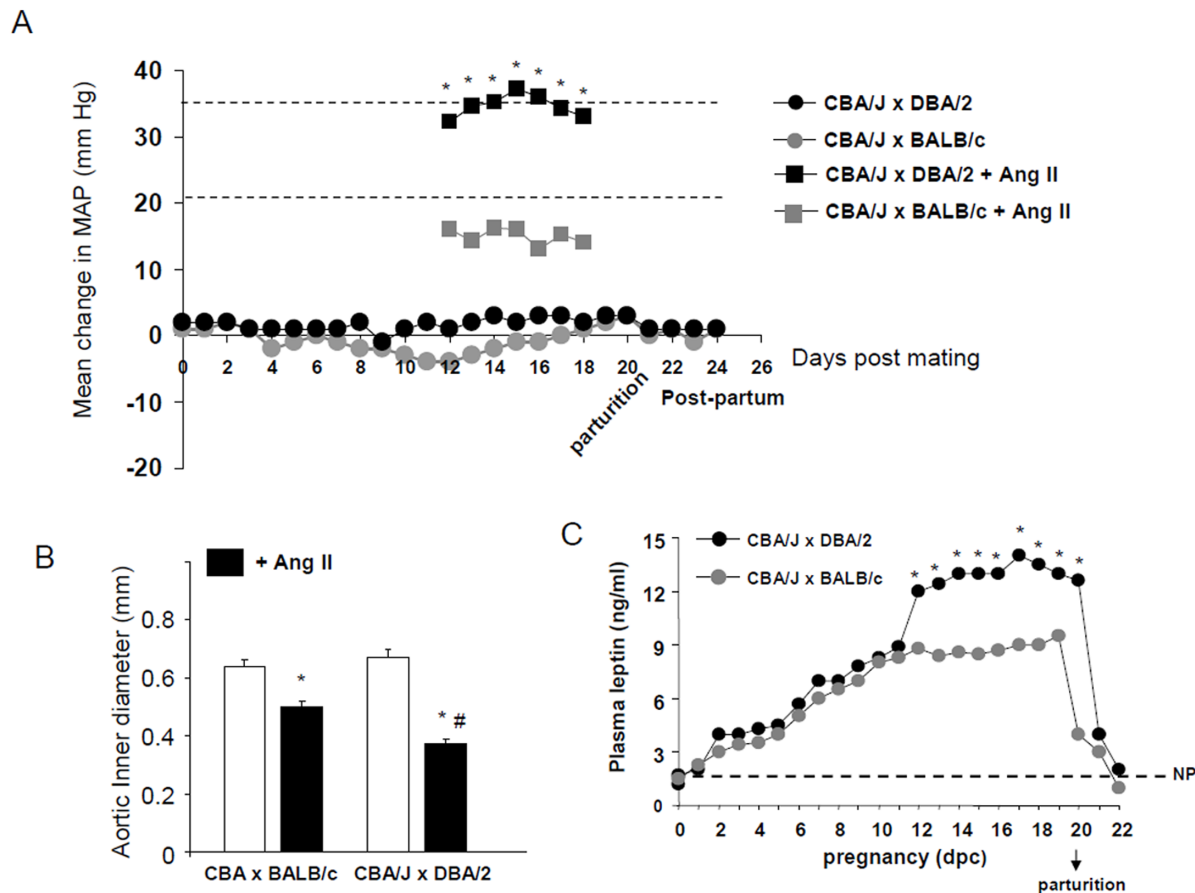 A
Mean change in MAP (mm Hg)
40
30
20
10
0
-10
-20
* * * * * * *
0 2 4 6 8 10 12 14 16 18 20 22 24 26
Days post mating
parturition
Post-partum
CBA/J x DBA/2
CBA/J x BALB/c
CBA/J x DBA/2 + Ang II
CBA/J x BALB/c + Ang II
B
+ Ang II
Aortic Inner diameter (mm)
0.8
0.6
0.4
0.2
0
*
* #
CBA x BALB/c CBA/J x DBA/2
C
CBA/J x DBA/2
CBA/J x BALB/c
Plasma leptin (ng/ml)
15
12
9
6
3
0
* * * * * * * * *
NP
0 2 4 6 8 10 12 14 16 18 20 22
pregnancy (dpc)
parturition